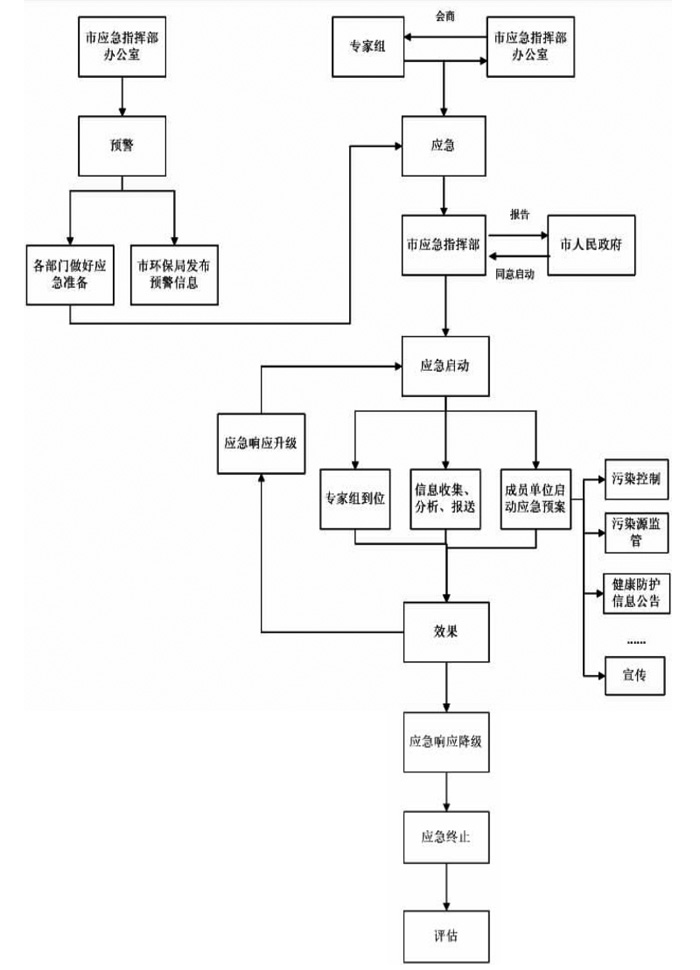 市应急指挥部
办公室
会商
专家组
市应急指挥部
办公室
预警
应急
各部门做好应
急准备
市环保局发布
预警信息
市应急指挥部
报告
同意启动
市人民政府
应急启动
应急响应升级
专家组到位
信息收集、
分析、报送
成员单位启
动应急预案
污染控制
污染源监
管
健康防护
信息公告
......
宣传
效果
应急响应降级
应急终止
评估